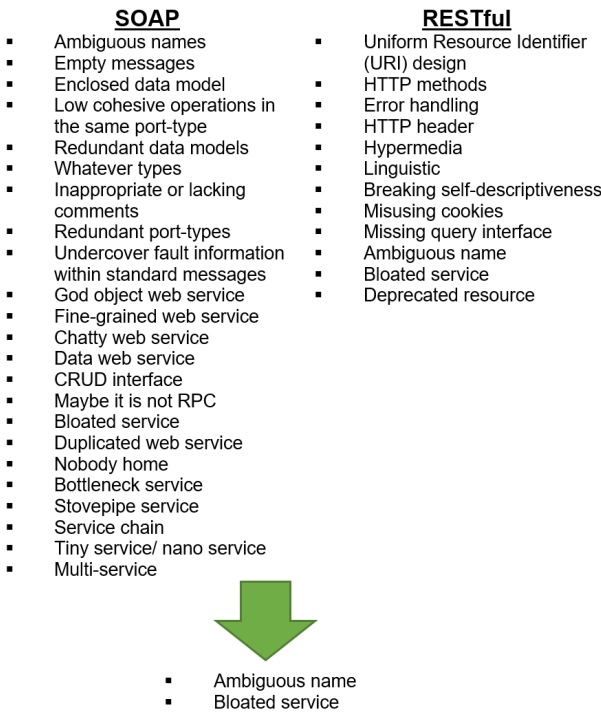 SOAP
▪ Ambiguous names
▪ Empty messages
▪ Enclosed data model
▪ Low cohesive operations in
the same port-type
▪ Redundant data models
▪ Whatever types
▪ Inappropriate or lacking
comments
▪ Redundant port-types
▪ Undercover fault information
within standard messages
▪ God object web service
▪ Fine-grained web service
▪ Chatty web service
▪ Data web service
▪ CRUD interface
▪ Maybe it is not RPC
▪ Bloated service
▪ Duplicated web service
▪ Nobody home
▪ Bottleneck service
▪ Stovepipe service
▪ Service chain
▪ Tiny service/ nano service
▪ Multi-service
RESTful
▪ Uniform Resource Identifier
(URI) design
▪ HTTP methods
▪ Error handling
▪ HTTP header
▪ Hypermedia
▪ Linguistic
▪ Breaking self-descriptiveness
▪ Misusing cookies
▪ Missing query interface
▪ Ambiguous name
▪ Bloated service
▪ Deprecated resource
▪ Ambiguous name
▪ Bloated service